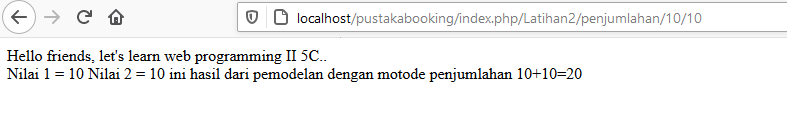 localhost/pustakabooking/index.php/Latihan2/penjumlahan/10/10
Hello friends, let's learn web programming II 5C..
Nilai 1 = 10 Nilai 2 = 10 ini hasil dari pemodelan dengan motode penjumlahan 10+10=20